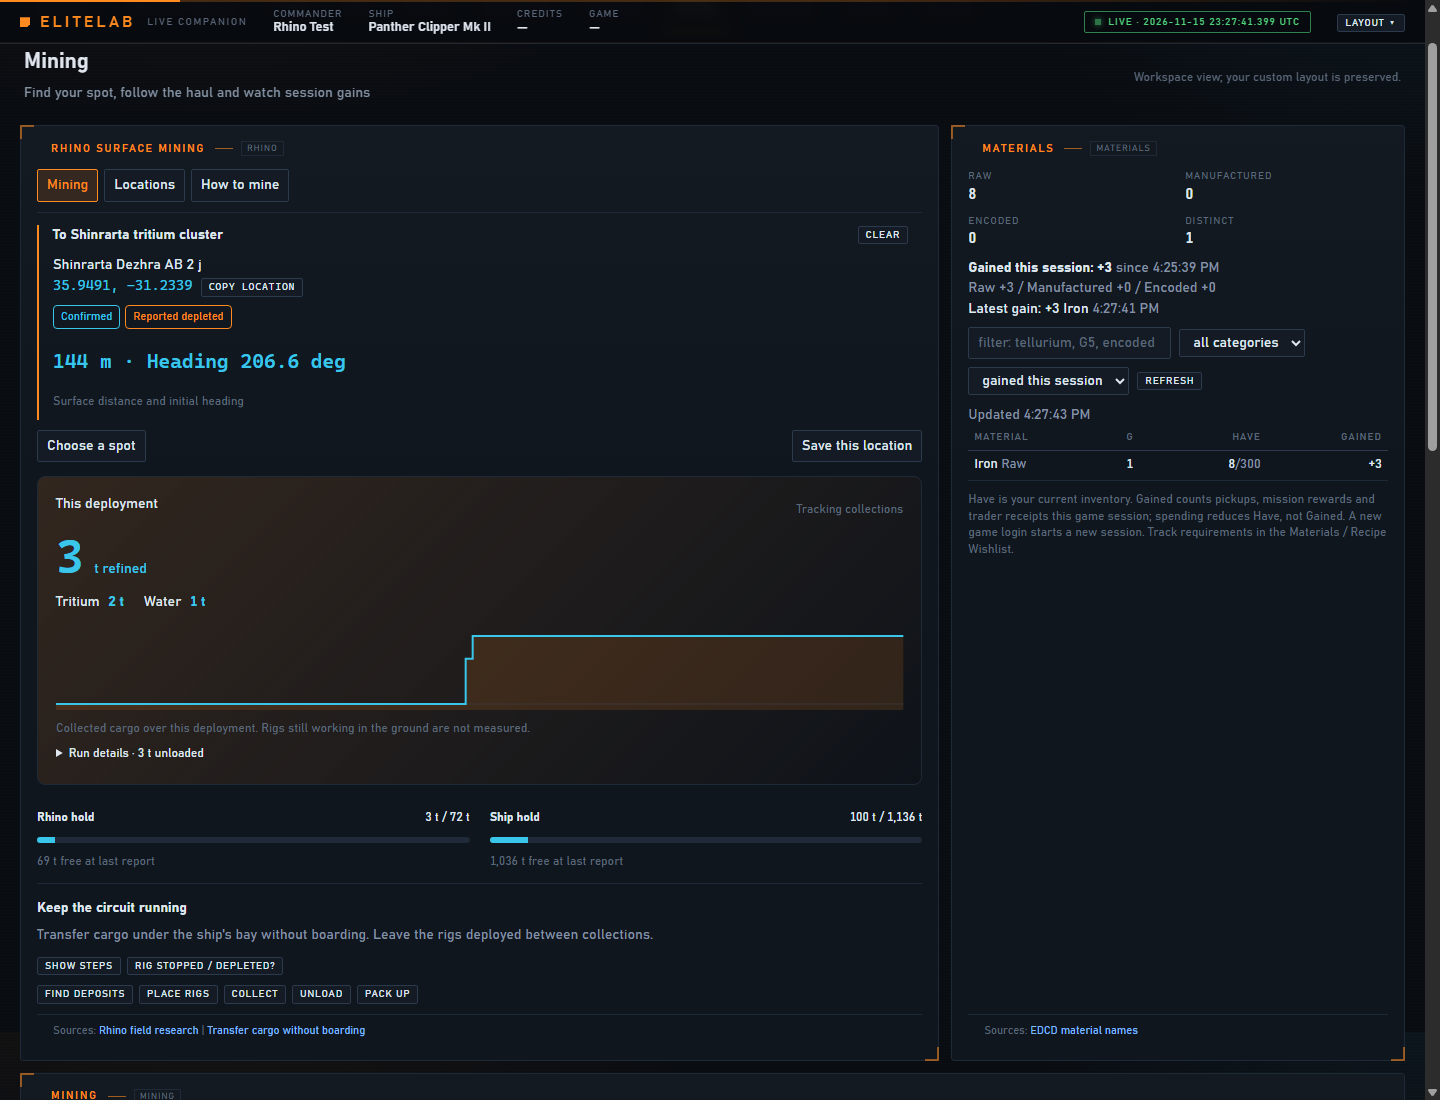 ELITELAB LIVE COMPANION
COMMANDER
Rhino Test
SHIP
Panther Clipper Mk II
CREDITS
—
GAME
—
LIVE · 2026-11-15 23:27:41.399 UTC
LAYOUT ▾
Mining
Find your spot, follow the haul and watch session gains
Workspace view; your custom layout is preserved.
RHINO SURFACE MINING — RHINO
Mining Locations How to mine
To Shinrarta tritium cluster
CLEAR
Shinrarta Dezhra AB 2 j
35.9491, −31.2339 COPY LOCATION
Confirmed Reported depleted
144 m · Heading 206.6 deg
Surface distance and initial heading
Choose a spot Save this location
This deployment
Tracking collections
3 t refined
Tritium 2 t Water 1 t
Collected cargo over this deployment. Rigs still working in the ground are not measured.
▶ Run details · 3 t unloaded
Rhino hold 3 t / 72 t
69 t free at last report
Ship hold 100 t / 1,136 t
1,036 t free at last report
Keep the circuit running
Transfer cargo under the ship's bay without boarding. Leave the rigs deployed between collections.
SHOW STEPS RIG STOPPED / DEPLETED?
FIND DEPOSITS PLACE RIGS COLLECT UNLOAD PACK UP
Sources: Rhino field research | Transfer cargo without boarding
MATERIALS — MATERIALS
RAW MANUFACTURED
8 0
ENCODED DISTINCT
0 1
Gained this session: +3 since 4:25:39 PM
Raw +3 / Manufactured +0 / Encoded +0
Latest gain: +3 Iron 4:27:41 PM
filter: tellurium, G5, encoded all categories
gained this session REFRESH
Updated 4:27:43 PM
MATERIAL G HAVE GAINED
Iron Raw 1 8/300 +3
Have is your current inventory. Gained counts pickups, mission rewards and
trader receipts this game session; spending reduces Have, not Gained. A new
game login starts a new session. Track requirements in the Materials / Recipe
Wishlist.
Sources: EDCD material names
MINING — MINING